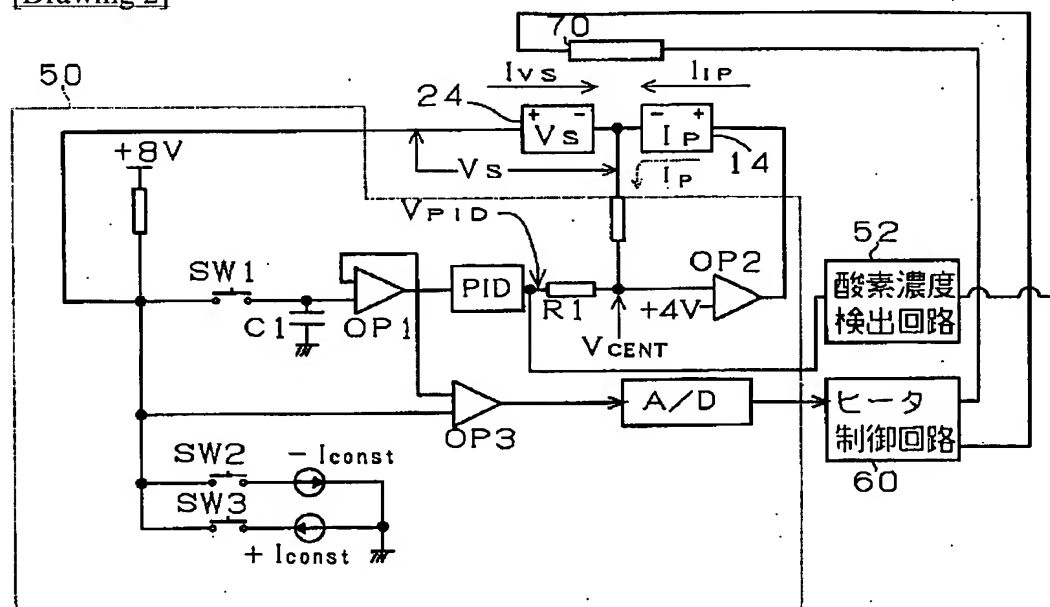 [Drawing 2]
70
50
IVS
IIP
24
+ -
VS
- +
IP
14
+8V
VS
IP
VPID
SW1
C1
OP1
PID
R1
+4V
VCENT
OP2
52
酸素濃度
検出回路
OP3
A/D
ヒータ
制御回路
60
SW2
- Iconst
SW3
+ Iconst